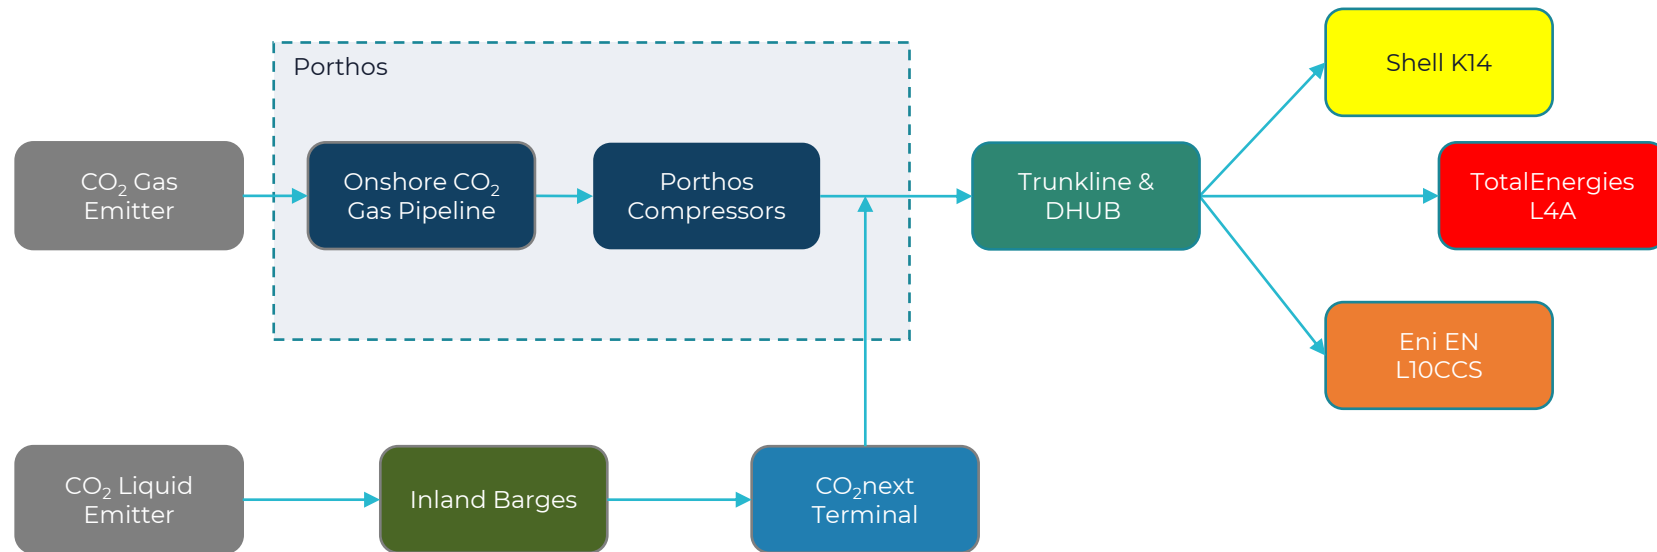 Porthos
Shell K14
CO₂ Gas
Emitter
Onshore CO₂
Gas Pipeline
Porthos
Compressors
Trunkline &
DHUB
TotalEnergies
L4A
Eni EN
L10CCS
CO₂ Liquid
Emitter
Inland Barges
CO₂next
Terminal